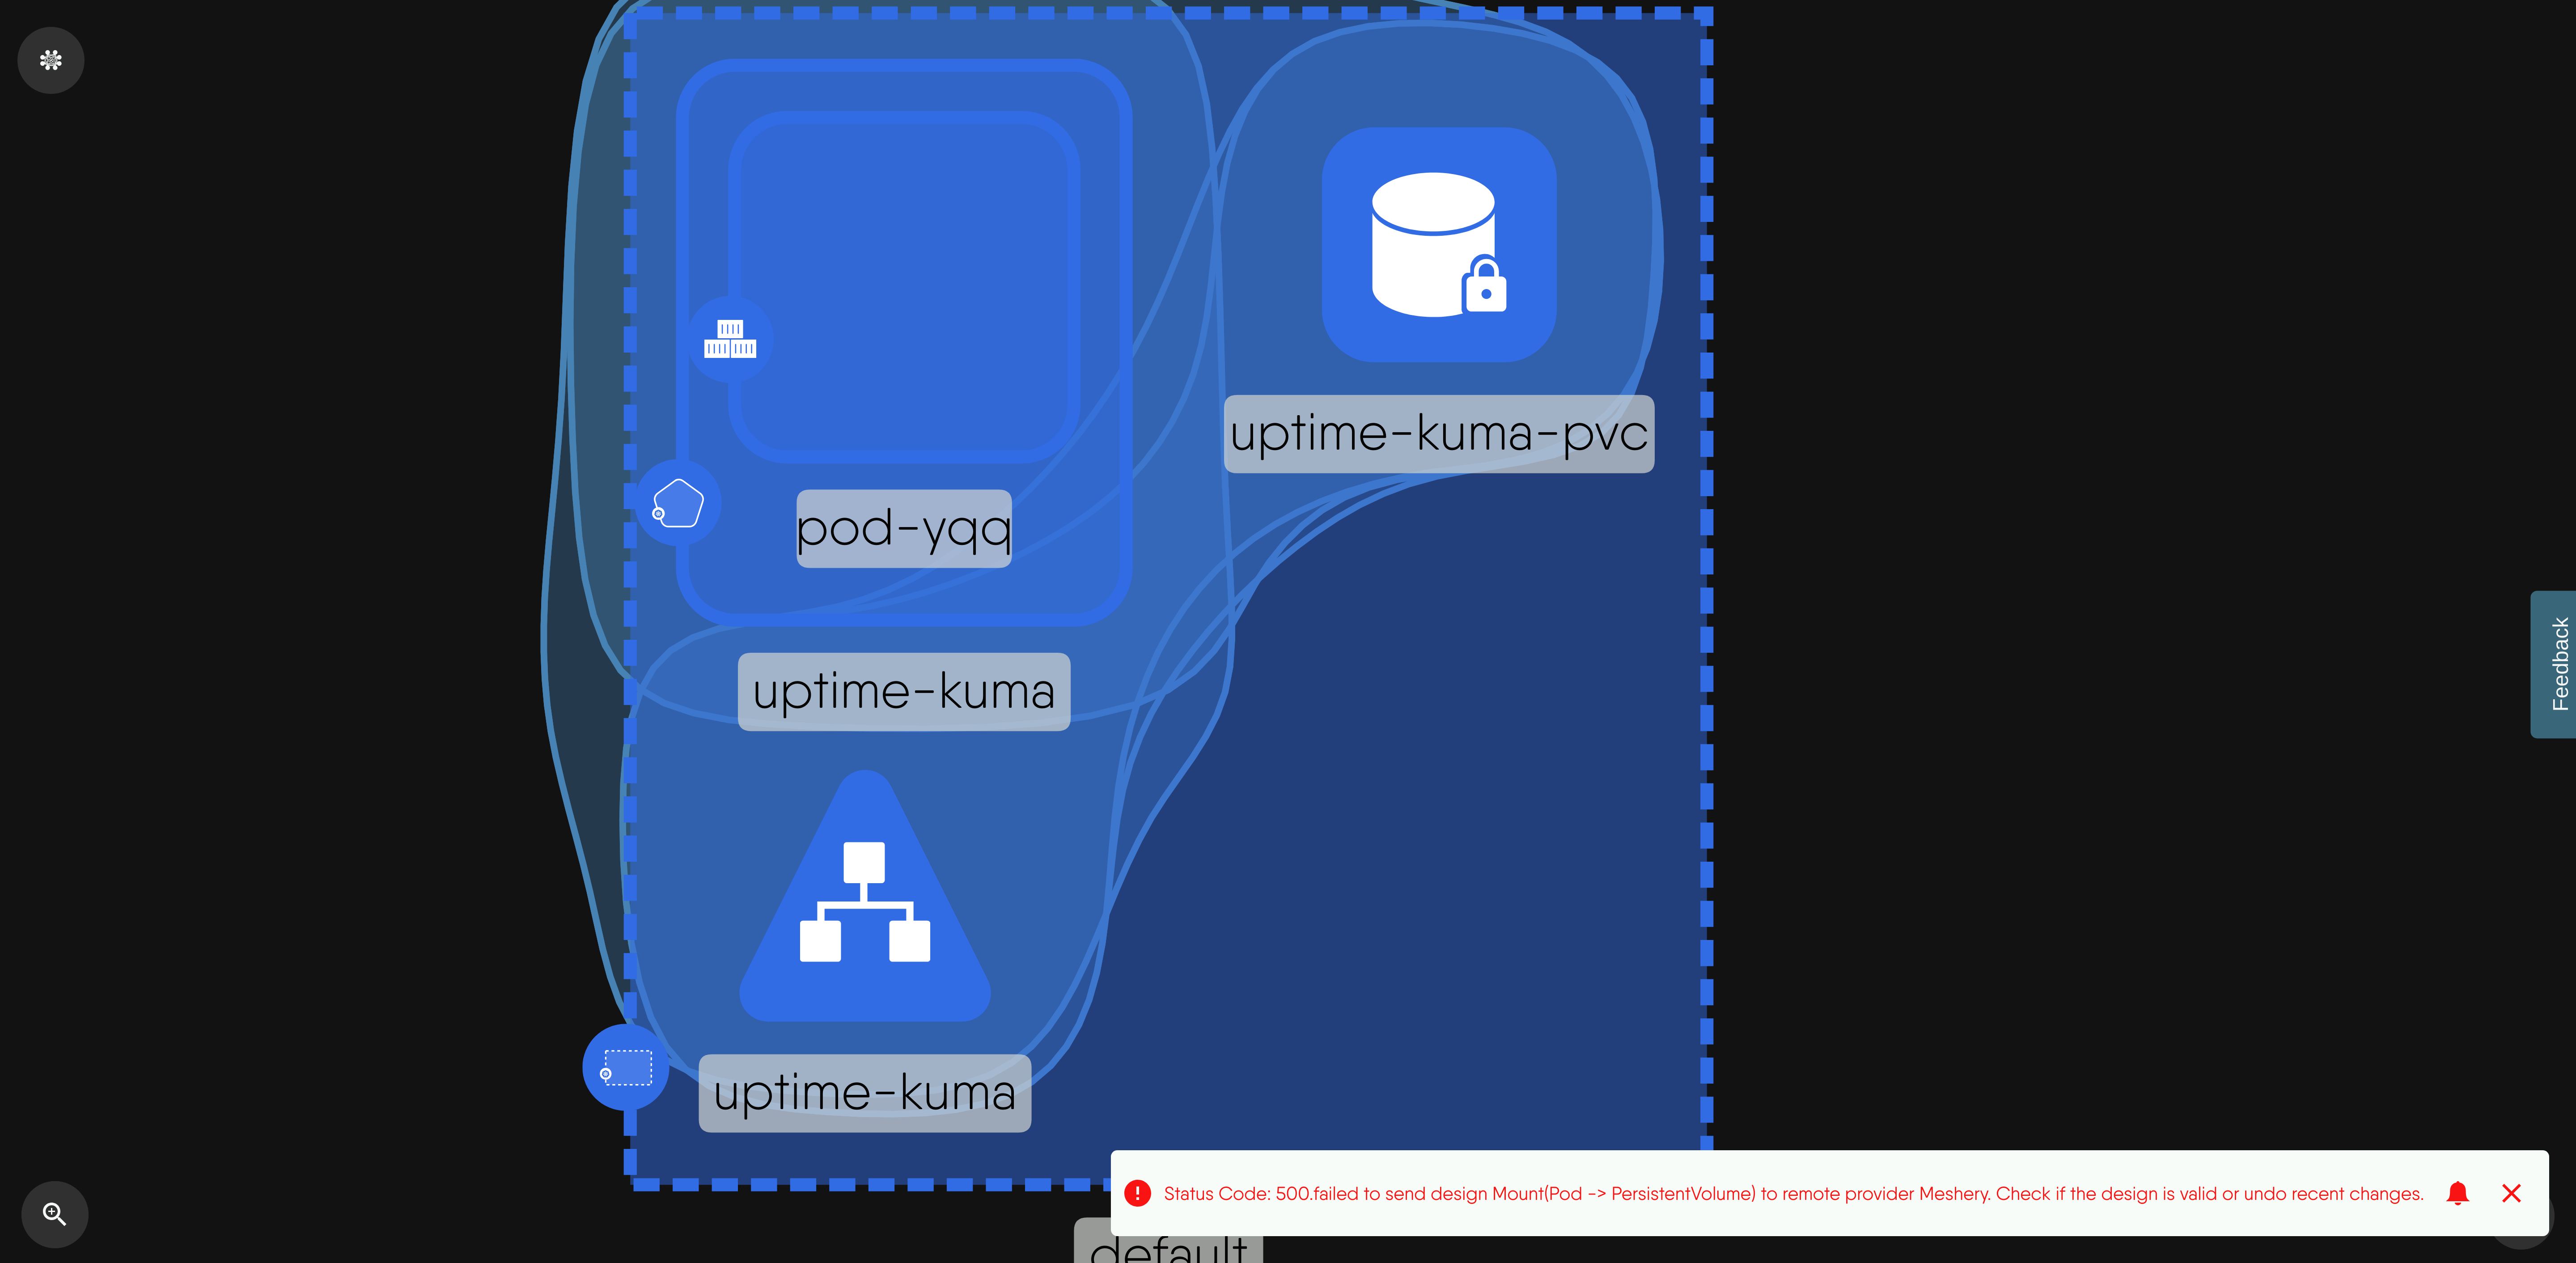 uptime-kuma-pvc
pod-yqq
uptime-kuma
uptime-kuma
Feedback
Status Code: 500.failed to send design Mount(Pod -> PersistentVolume) to remote provider Meshery. Check if the design is valid or undo recent changes.
default